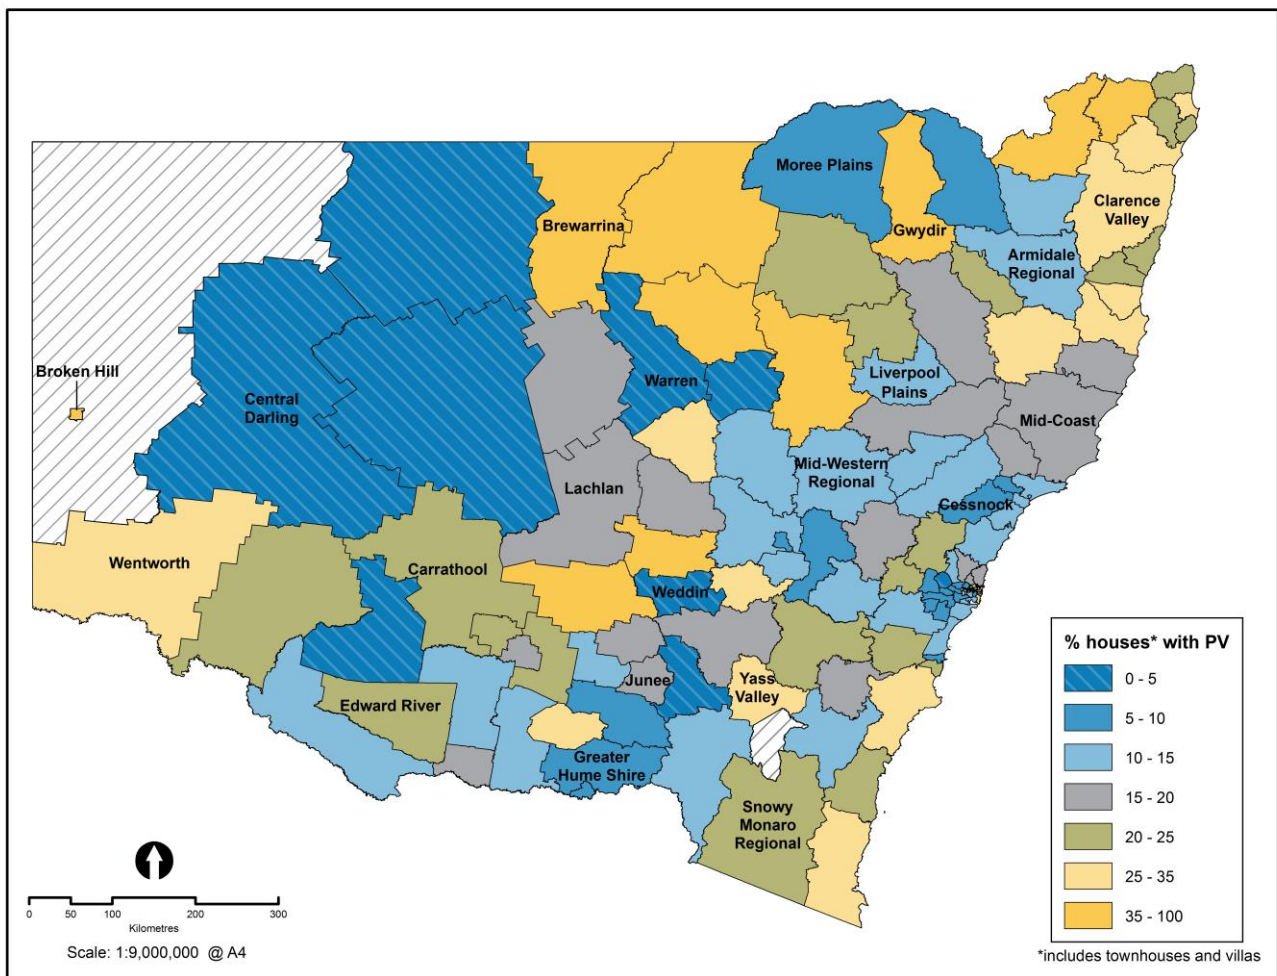 Moree Plains
Brewarrina
Gwydir
Clarence
Valley
Armidale
Regional
Broken Hill
Central
Darling
Warren
Liverpool
Plains
Mid-Coast
Lachlan
Mid-Western
Regional
Cessnock
Wentworth
Carrathool
Weddin
Edward River
Junee
Yass
Valley
Greater
Hume Shire
Snowy
Monaro
Regional
% houses* with PV
0 - 5
5 - 10
10 - 15
15 - 20
20 - 25
25 - 35
35 - 100
*includes townhouses and villas
0 50 100 200 300
Kilometres
Scale: 1:9,000,000 @ A4